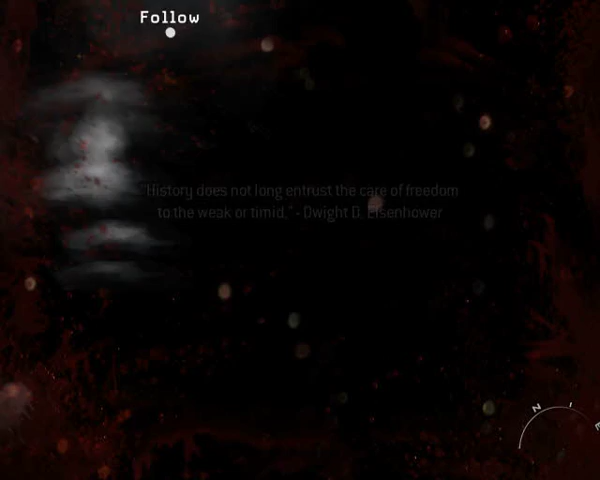 Follow
"History does not long entrust the care of freedom
to the weak or timid." - Dwight D. Eisenhower
N
E